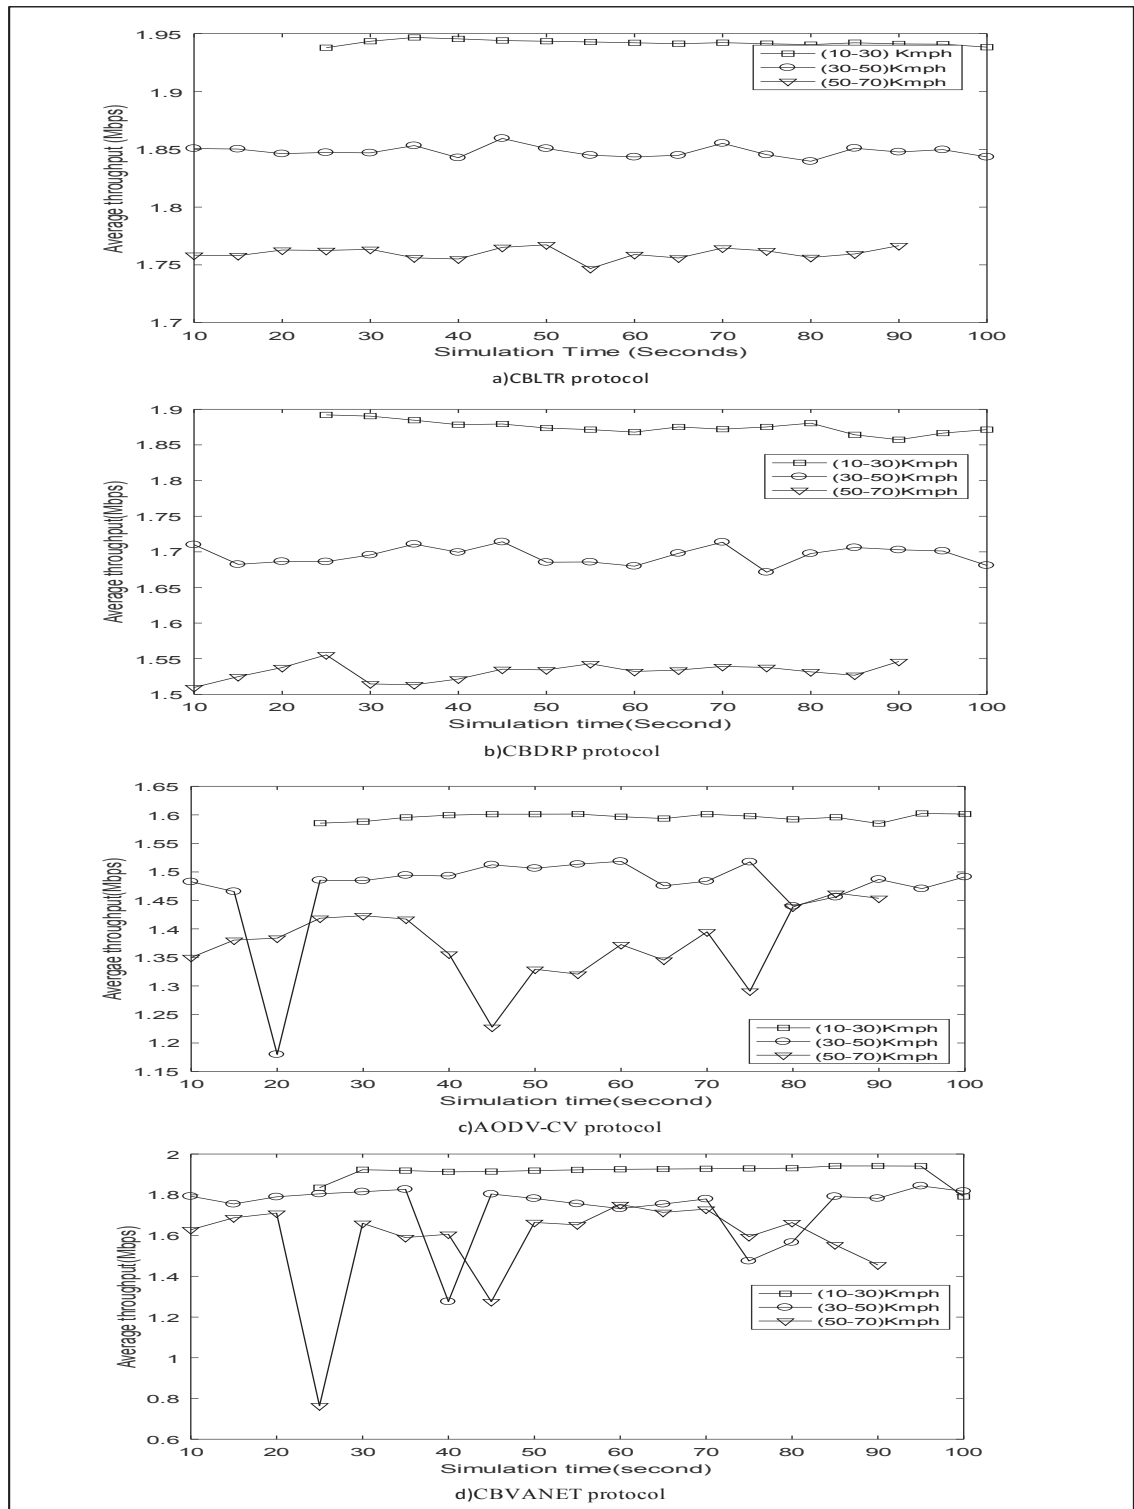 1.95
1.9
1.85
1.8
1.75
1.7
Average throughput (Mbps)
(10-30) Kmph
(30-50)Kmph
(50-70)Kmph
10 20 30 40 50 60 70 80 90 100
Simulation Time (Seconds)
a)CBLTR protocol
1.9
1.85
1.8
1.75
1.7
1.65
1.6
1.55
1.5
Average throughput(Mbps)
(10-30)Kmph
(30-50)Kmph
(50-70)Kmph
10 20 30 40 50 60 70 80 90 100
Simulation time(Second)
b)CBDRP protocol
1.65
1.6
1.55
1.5
1.45
1.4
1.35
1.3
1.25
1.2
1.15
Avergae throughput(Mbps)
(10-30)Kmph
(30-50)Kmph
(50-70)Kmph
10 20 30 40 50 60 70 80 90 100
Simulation time(second)
c)AODV-CV protocol
2
1.8
1.6
1.4
1.2
1
0.8
0.6
Average throughput(Mbps)
(10-30)Kmph
(30-50)Kmph
(50-70)Kmph
10 20 30 40 50 60 70 80 90 100
Simulation time(second)
d)CBVANET protocol